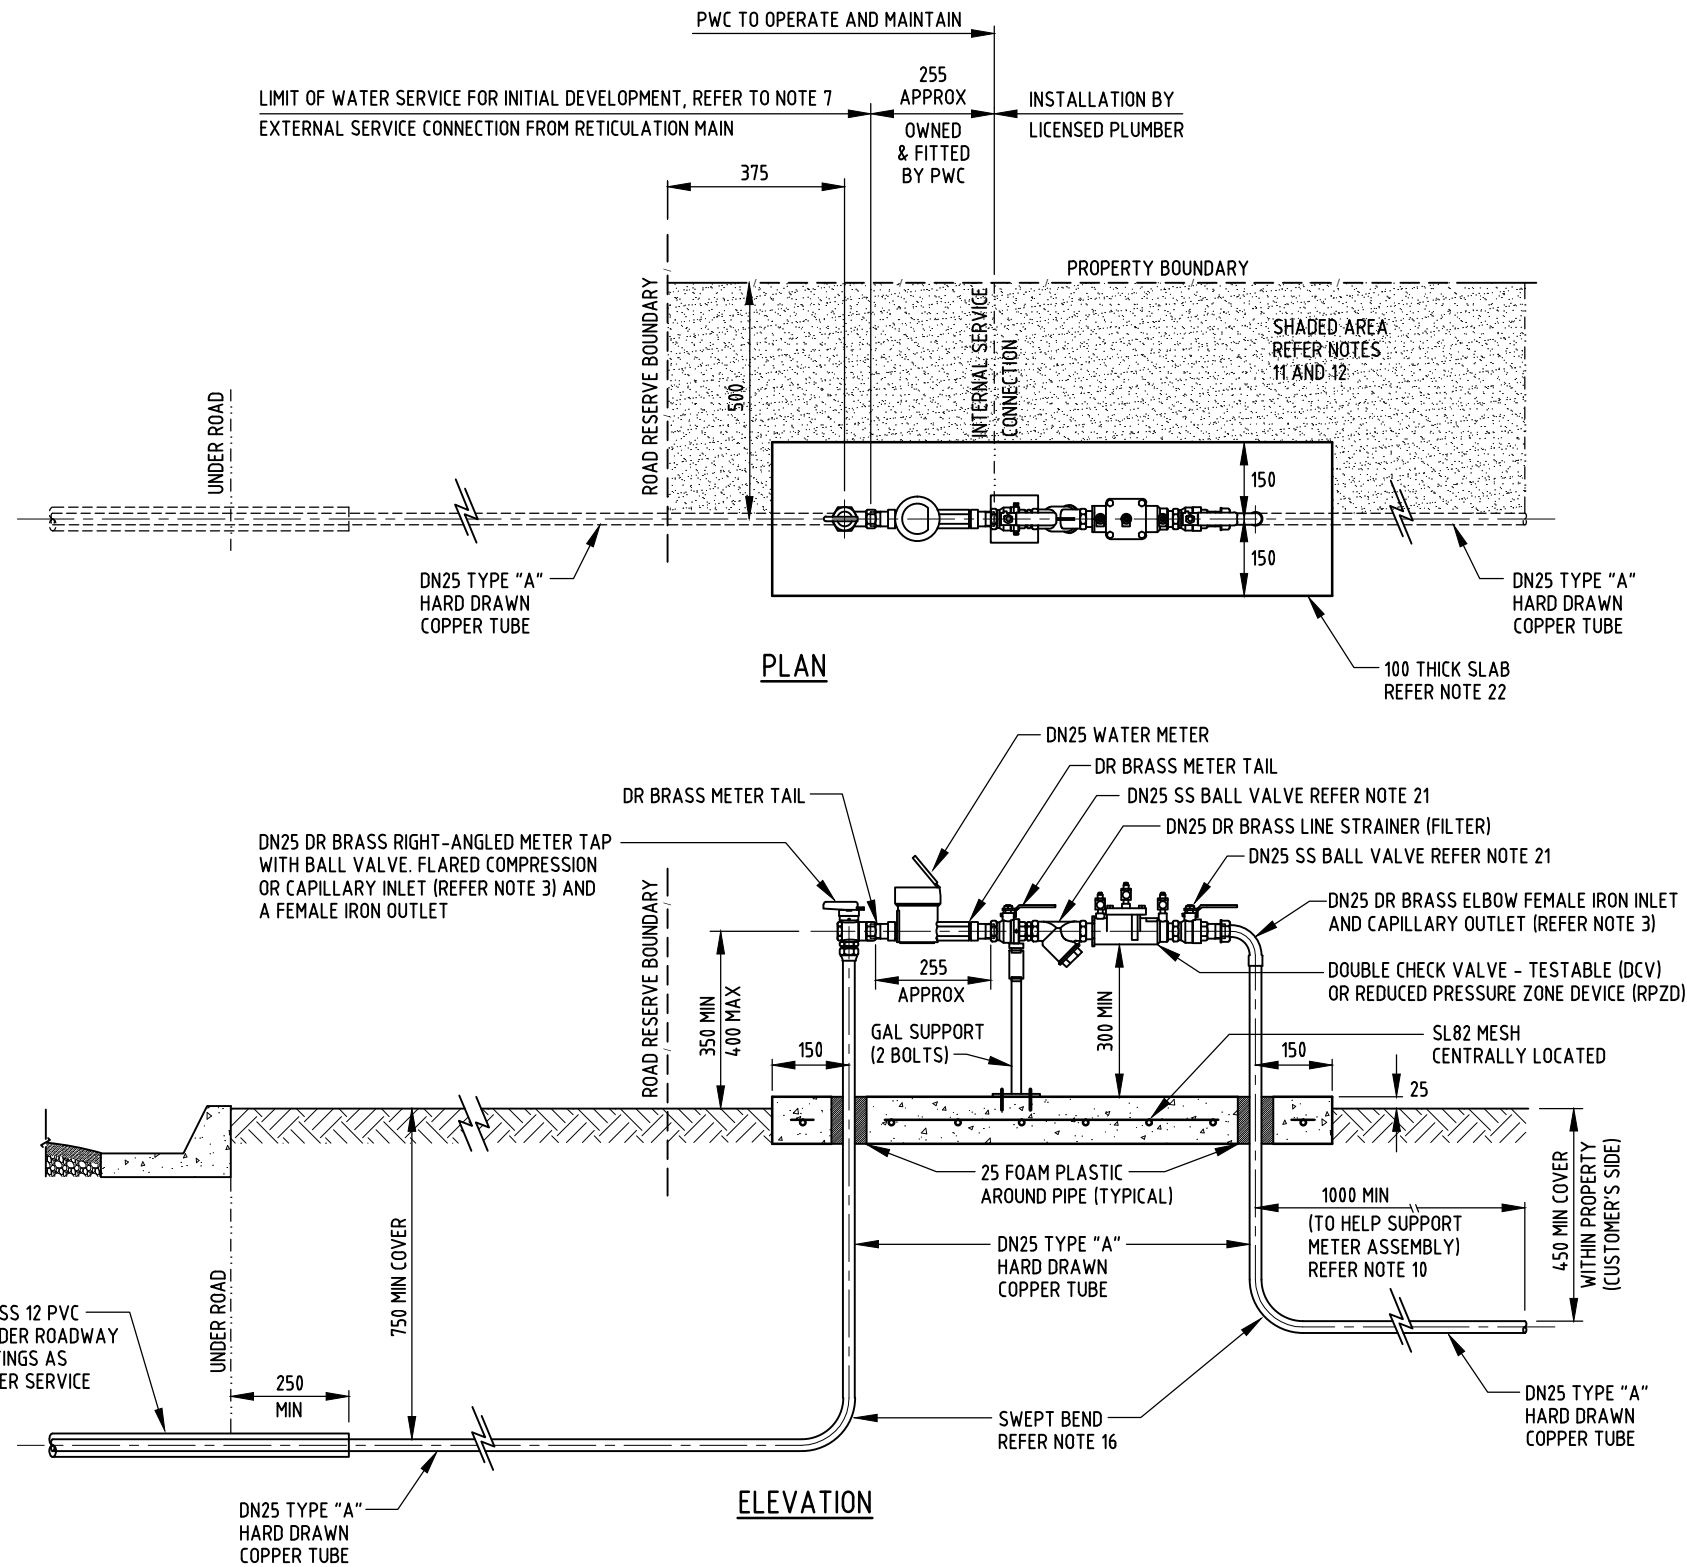 PWC TO OPERATE AND MAINTAIN
LIMIT OF WATER SERVICE FOR INITIAL DEVELOPMENT, REFER TO NOTE 7
EXTERNAL SERVICE CONNECTION FROM RETICULATION MAIN
255
APPROX
OWNED
& FITTED
BY PWC
INSTALLATION BY
LICENSED PLUMBER
375
PROPERTY BOUNDARY
ROAD RESERVE BOUNDARY
500
INTERNAL SERVICE
CONNECTION
SHADED AREA
REFER NOTES
11 AND 12
UNDER ROAD
150
150
DN25 TYPE "A"
HARD DRAWN
COPPER TUBE
DN25 TYPE "A"
HARD DRAWN
COPPER TUBE
PLAN
100 THICK SLAB
REFER NOTE 22
DN25 WATER METER
DR BRASS METER TAIL
DR BRASS METER TAIL
DN25 SS BALL VALVE REFER NOTE 21
DN25 DR BRASS LINE STRAINER (FILTER)
DN25 SS BALL VALVE REFER NOTE 21
DN25 DR BRASS RIGHT-ANGLED METER TAP
WITH BALL VALVE. FLARED COMPRESSION
OR CAPILLARY INLET (REFER NOTE 3) AND
A FEMALE IRON OUTLET
DN25 DR BRASS ELBOW FEMALE IRON INLET
AND CAPILLARY OUTLET (REFER NOTE 3)
DOUBLE CHECK VALVE - TESTABLE (DCV)
OR REDUCED PRESSURE ZONE DEVICE (RPZD)
ROAD RESERVE BOUNDARY
350 MIN
400 MAX
255
APPROX
300 MIN
GAL SUPPORT
(2 BOLTS)
SL82 MESH
CENTRALLY LOCATED
150
150
25
25 FOAM PLASTIC
AROUND PIPE (TYPICAL)
1000 MIN
(TO HELP SUPPORT
METER ASSEMBLY)
REFER NOTE 10
450 MIN COVER
WITHIN PROPERTY
(CUSTOMER'S SIDE)
750 MIN COVER
DN25 TYPE "A"
HARD DRAWN
COPPER TUBE
UNDER ROAD
SS 12 PVC
DER ROADWAY
TINGS AS
ER SERVICE
250
MIN
SWEPT BEND
REFER NOTE 16
DN25 TYPE "A"
HARD DRAWN
COPPER TUBE
DN25 TYPE "A"
HARD DRAWN
COPPER TUBE
ELEVATION